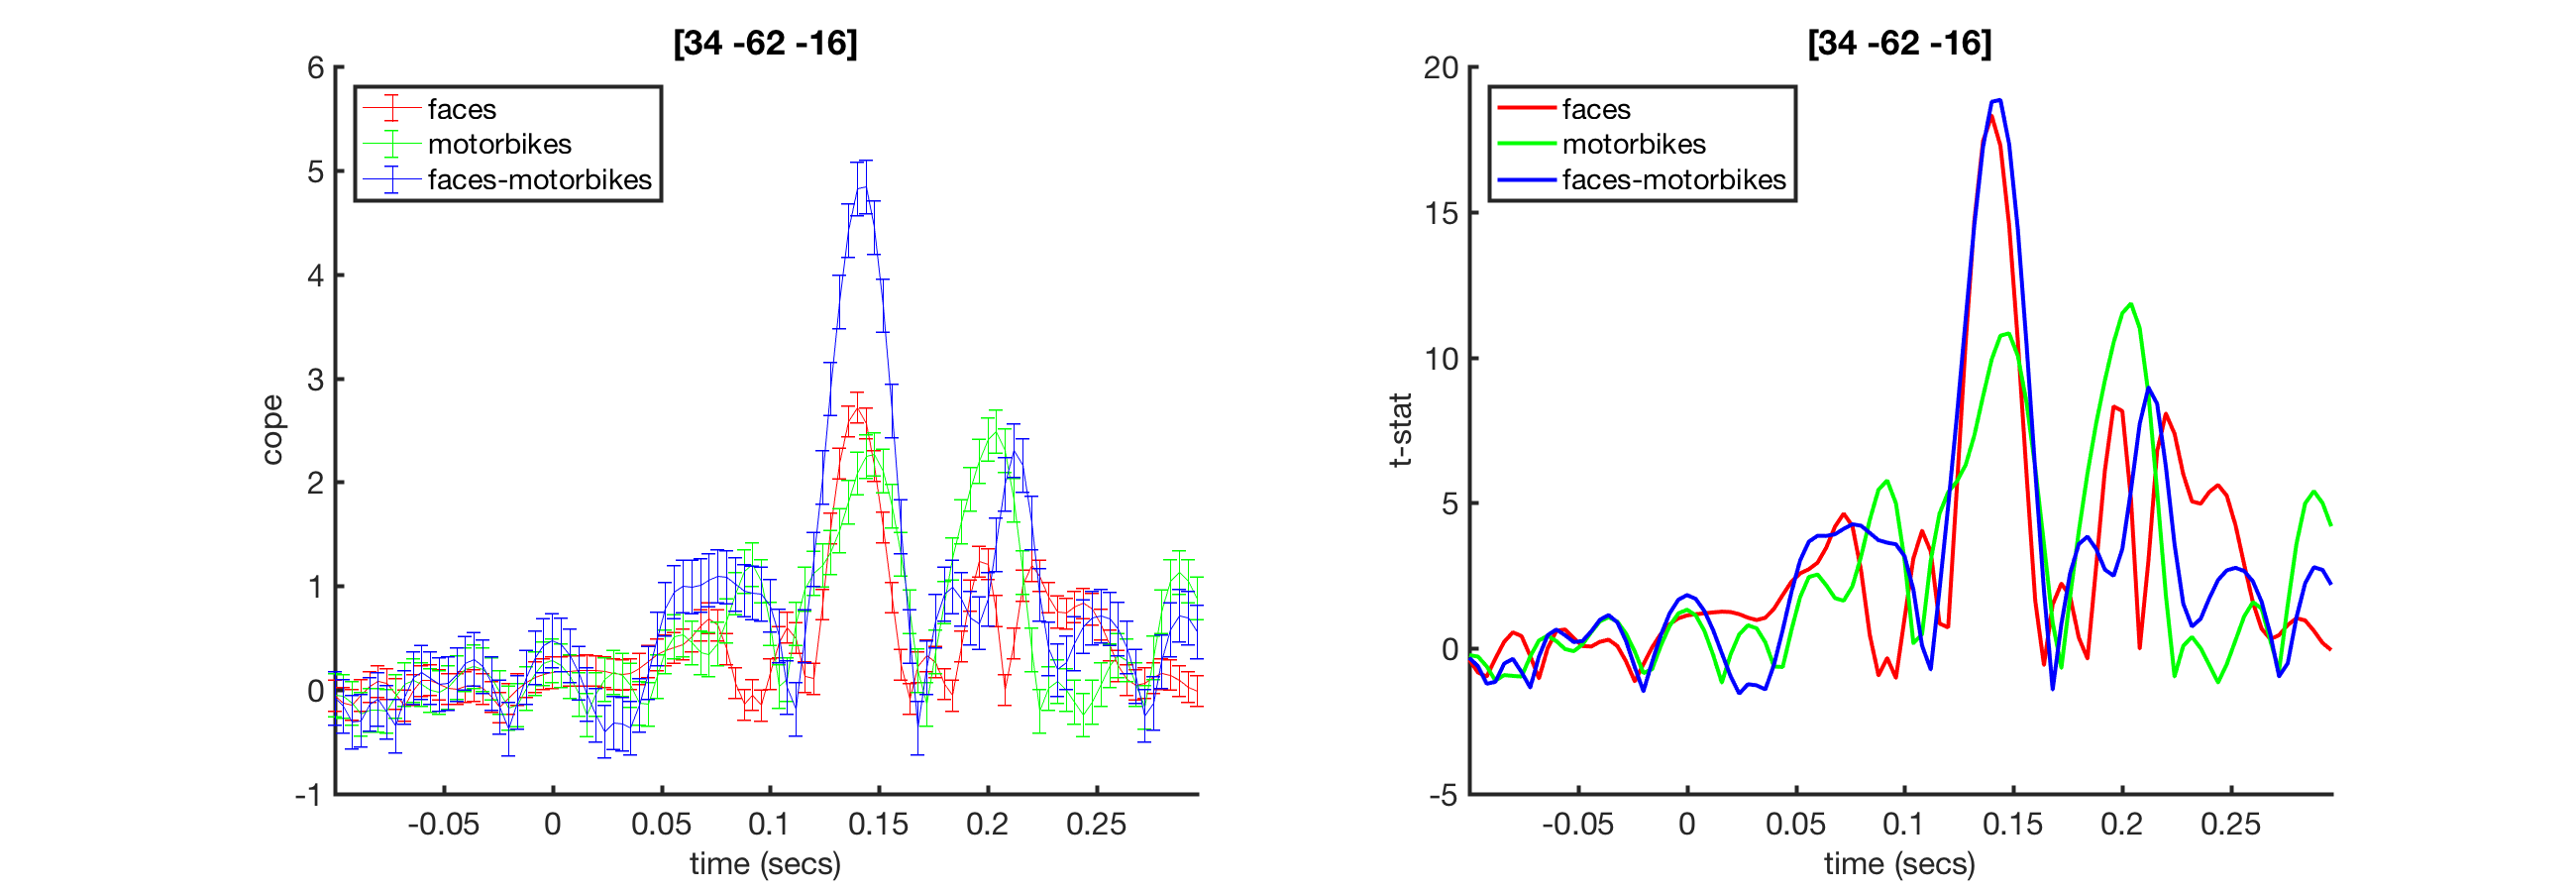 [34 -62 -16]
6
5
4
3
2
1
0
-1
cope
faces
motorbikes
faces-motorbikes
-0.05 0 0.05 0.1 0.15 0.2 0.25
time (secs)
[34 -62 -16]
20
15
10
5
0
-5
t-stat
faces
motorbikes
faces-motorbikes
-0.05 0 0.05 0.1 0.15 0.2 0.25
time (secs)